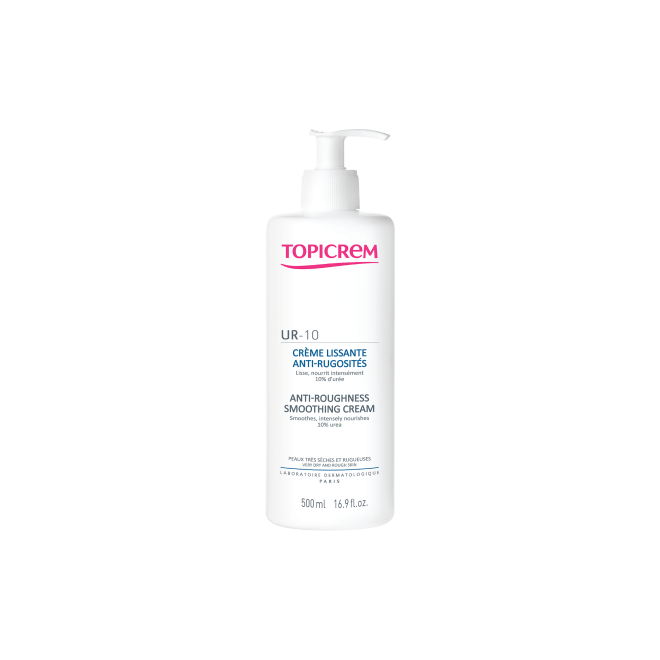 TOPICREM
UR-10
CRÈME LISSANTE
ANTI-RUGOSITÉS
Lisse, nourrit intensément
10% d'urée
ANTI-ROUGHNESS
SMOOTHING CREAM
Smoothes, intensely nourishes
10% urea
PEAUX TRÈS SÈCHES ET RUGUEUSES
VERY DRY AND ROUGH SKIN
LABORATOIRE DERMATOLOGIQUE
PARIS
500 ml 16.9 fl.oz.